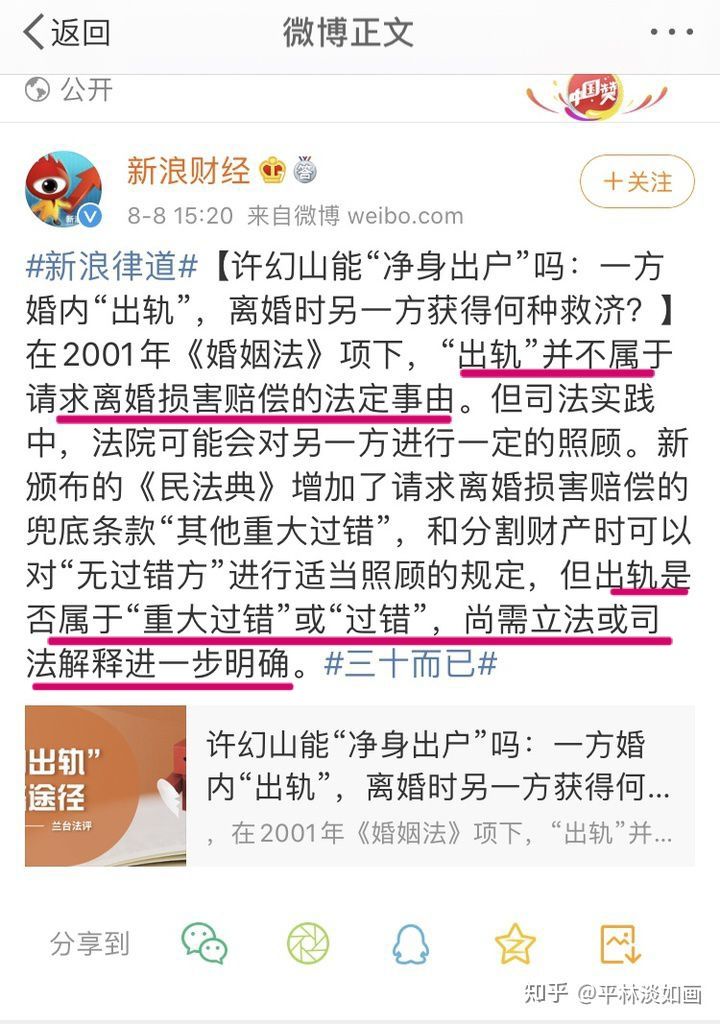 返回
微博正文
公开
中国赞
新浪财经
答
新
V
+关注
8-8 15:20 来自微博 weibo.com
#新浪律道#【许幻山能“净身出户”吗：一方
婚内“出轨”，离婚时另一方获得何种救济？】
在2001年《婚姻法》项下，“出轨”并不属于
请求离婚损害赔偿的法定事由。但司法实践
中，法院可能会对另一方进行一定的照顾。新
颁布的《民法典》增加了请求离婚损害赔偿的
兜底条款“其他重大过错”，和分割财产时可以
对“无过错方”进行适当照顾的规定，但出轨是
否属于“重大过错”或“过错”，尚需立法或司
法解释进一步明确。#三十而已#
出轨”
途径
兰台法评
许幻山能“净身出户”吗：一方婚
内“出轨”，离婚时另一方获得何...
，在2001年《婚姻法》项下，“出轨”并...
分享到
知乎 @平林淡如画